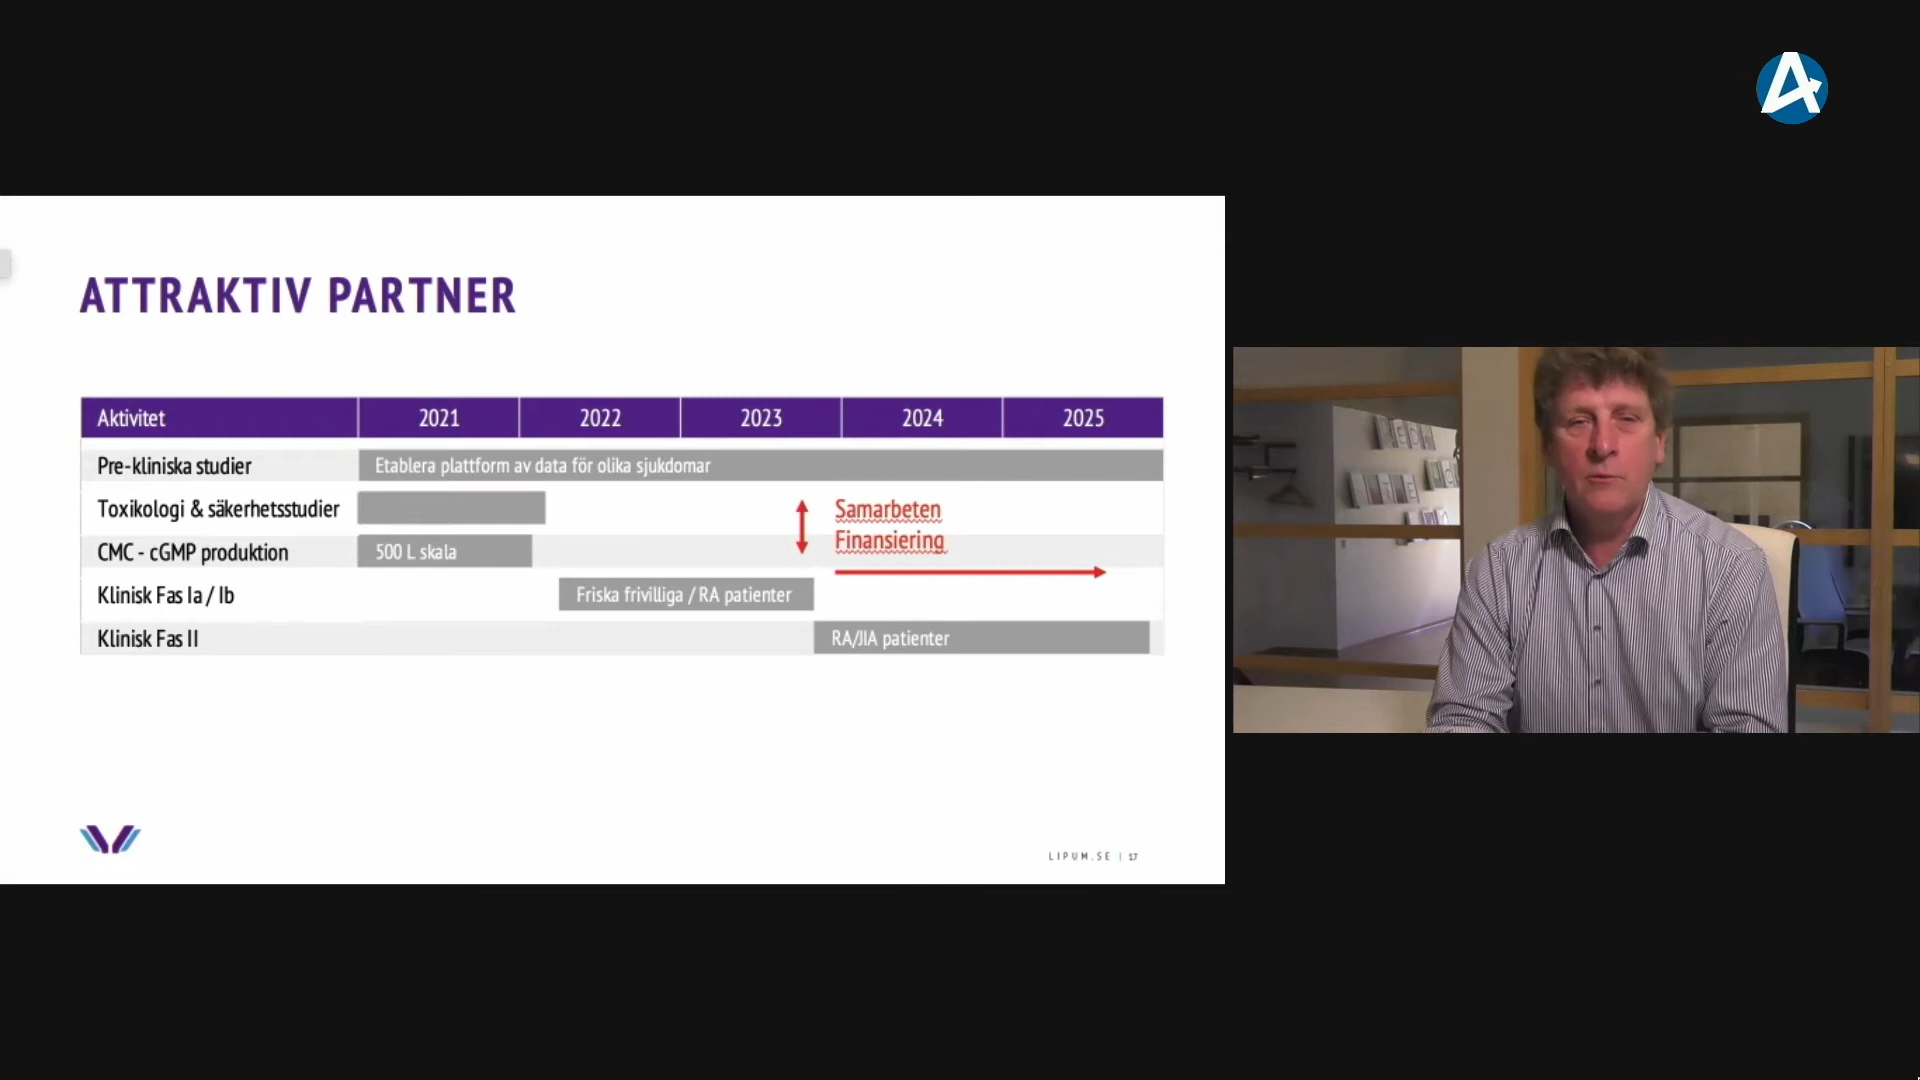 ATTRAKTIV PARTNER
Aktivitet 2021 2022 2023 2024 2025
Pre-kliniska studier Etablera plattform av data för olika sjukdomar
Toxikologi & säkerhetsstudier Samarbeten
Finansiering
CMC - cGMP produktion 500 L skala
Klinisk Fas Ia / Ib Friska frivilliga / RA patienter
Klinisk Fas II RA/JIA patienter
LIPUM.SE | 17